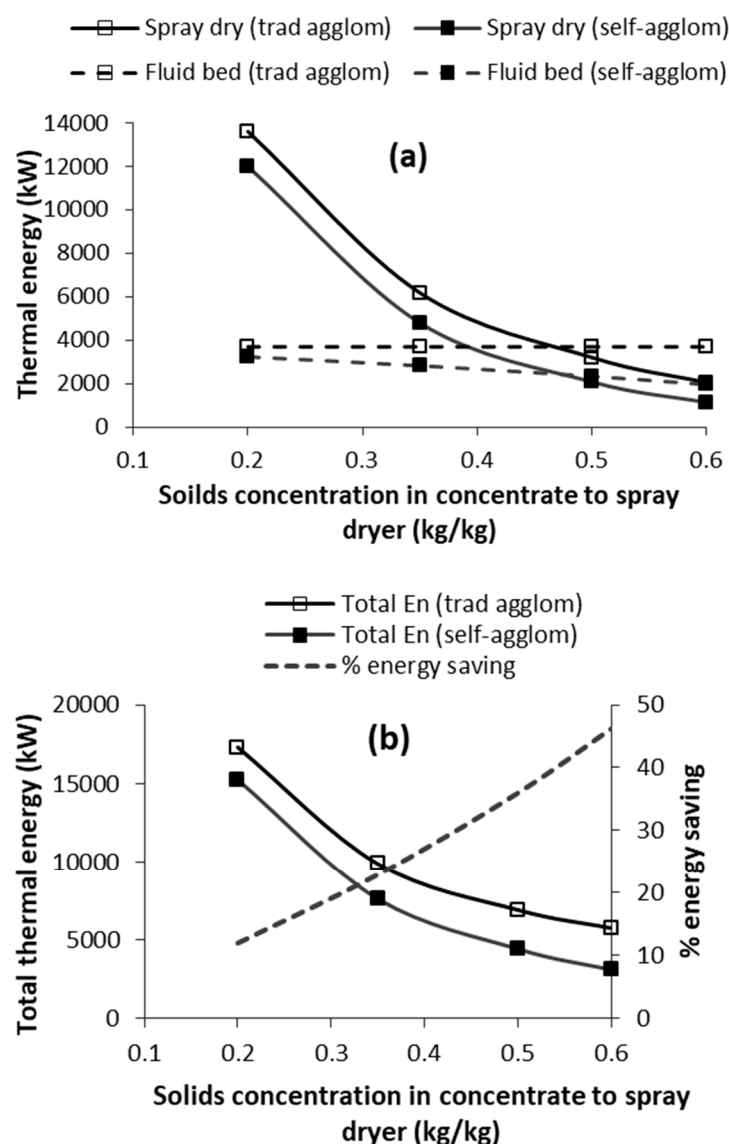 Spray dry (trad agglom) Spray dry (self-agglom)
Fluid bed (trad agglom) Fluid bed (self-agglom)
14000
12000
10000
8000
6000
4000
2000
0
Thermal energy (kW)
(a)
0.1 0.2 0.3 0.4 0.5 0.6
Soilds concentration in concentrate to spray
dryer (kg/kg)
Total En (trad agglom)
Total En (self-agglom)
% energy saving
20000
15000
10000
5000
0
Total thermal energy (kW)
(b)
50
40
30
20
10
0
% energy saving
0.1 0.2 0.3 0.4 0.5 0.6
Solids concentration in concentrate to spray
dryer (kg/kg)